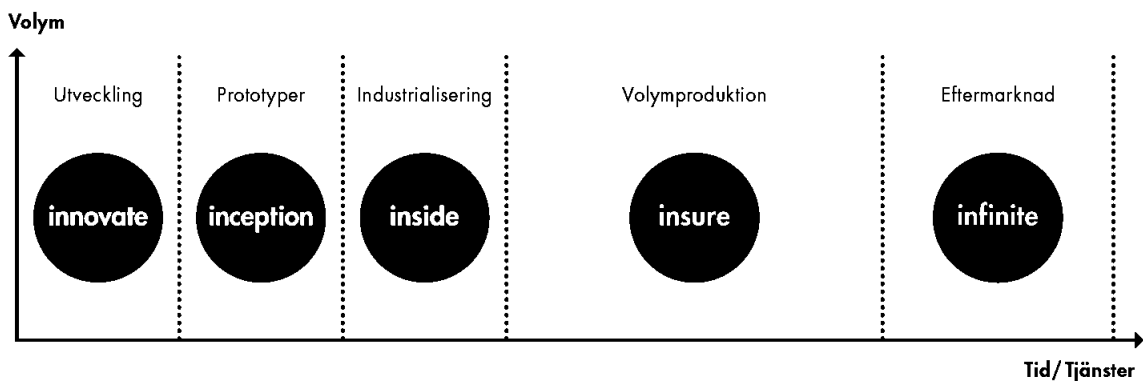 Volym
Utveckling
Prototyper
Industrialisering
Volymproduktion
Eftermarknad
innovate
inception
inside
insure
infinite
Tid/Tjänster